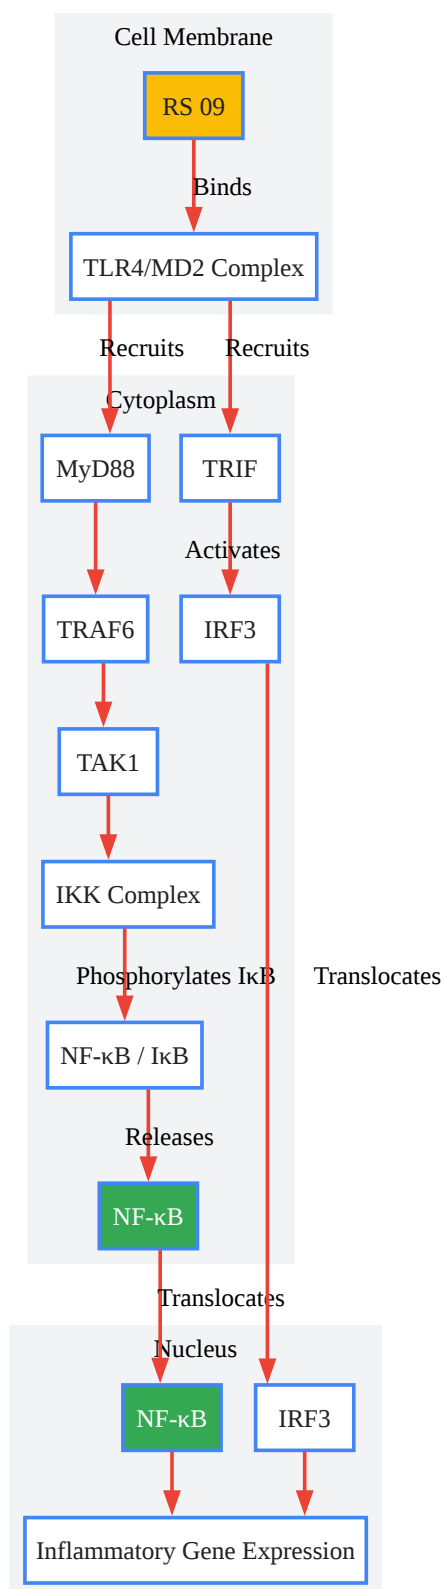 Cell Membrane
RS 09
Binds
TLR4/MD2 Complex
Recruits
Recruits
Cytoplasm
MyD88
TRIF
Activates
TRAF6
IRF3
TAK1
IKK Complex
Phosphorylates IκB
Translocates
NF-κB / IκB
Releases
NF-κB
Translocates
Nucleus
NF-κB
IRF3
Inflammatory Gene Expression